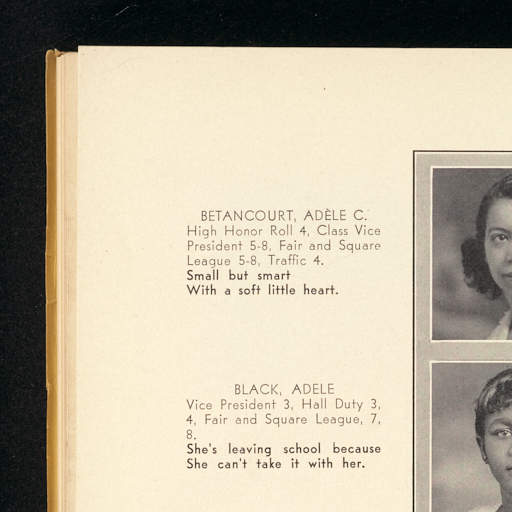 BETANCOURT, ADÈLE C.
High Honor Roll 4, Class Vice
President 5-8, Fair and Square
League 5-8, Traffic 4.
Small but smart
With a soft little heart.
BLACK, ADELE
Vice President 3, Hall Duty 3,
4, Fair and Square League, 7,
8.
She's leaving school because
She can't take it with her.